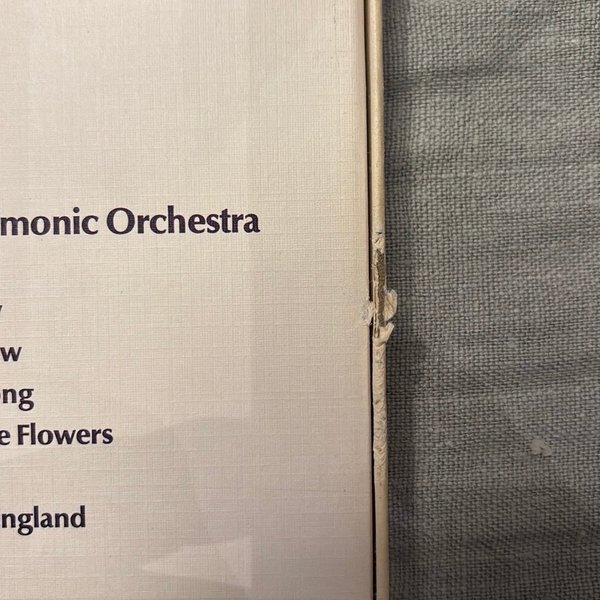 monic Orchestra
w
ong
e Flowers
ngland